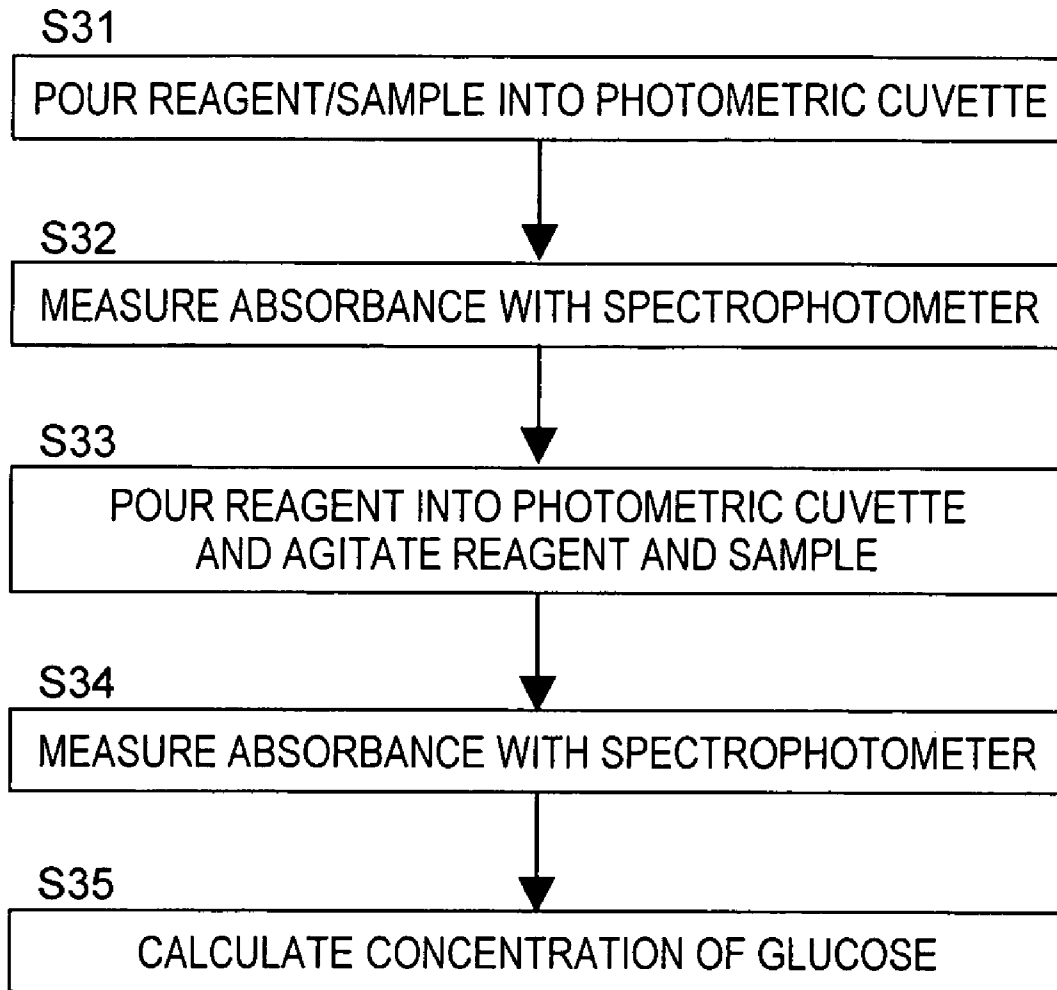 S31
POUR REAGENT/SAMPLE INTO PHOTOMETRIC CUVETTE
S32
MEASURE ABSORBANCE WITH SPECTROPHOTOMETER
S33
POUR REAGENT INTO PHOTOMETRIC CUVETTE
AND AGITATE REAGENT AND SAMPLE
S34
MEASURE ABSORBANCE WITH SPECTROPHOTOMETER
S35
CALCULATE CONCENTRATION OF GLUCOSE